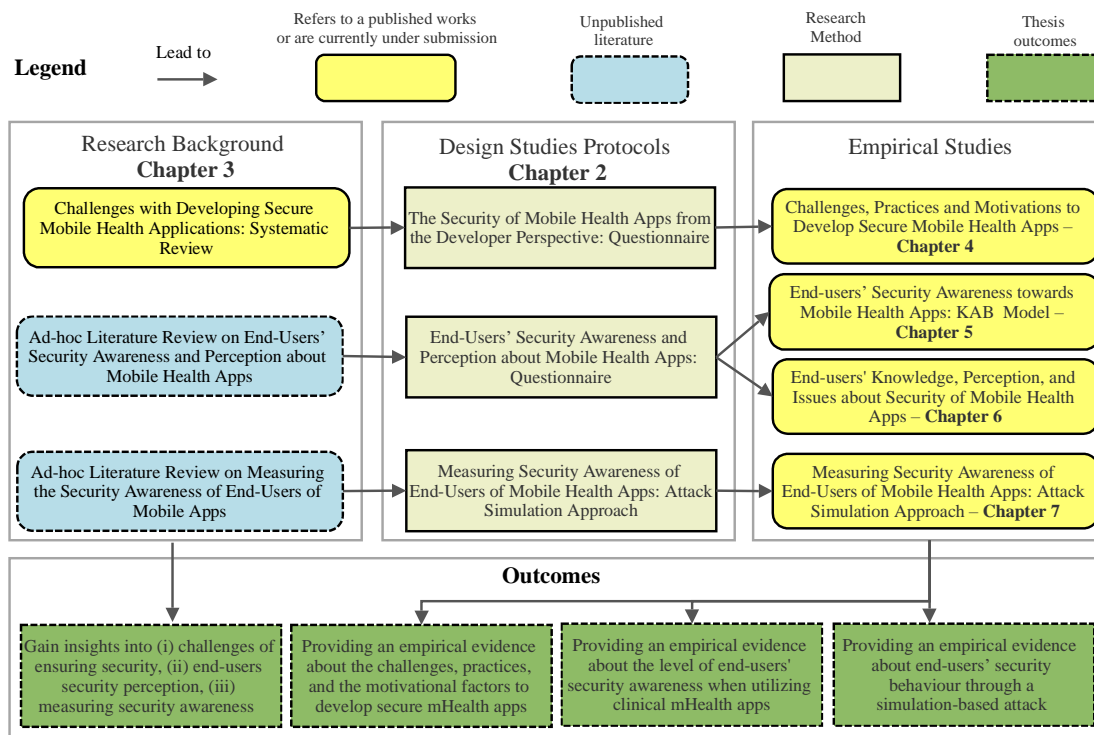 Legend
Lead to
Refers to a published works
or are currently under submission
Unpublished
literature
Research
Method
Thesis
outcomes
Research Background
Chapter 3
Challenges with Developing Secure
Mobile Health Applications: Systematic
Review
Ad-hoc Literature Review on End-Users’
Security Awareness and Perception about
Mobile Health Apps
Ad-hoc Literature Review on Measuring
the Security Awareness of End-Users of
Mobile Apps
Design Studies Protocols
Chapter 2
The Security of Mobile Health Apps from
the Developer Perspective: Questionnaire
End-Users’ Security Awareness and
Perception about Mobile Health Apps:
Questionnaire
Measuring Security Awareness of
End-Users of Mobile Health Apps: Attack
Simulation Approach
Empirical Studies
Challenges, Practices and Motivations to
Develop Secure Mobile Health Apps –
Chapter 4
End-users’ Security Awareness towards
Mobile Health Apps: KAB Model –
Chapter 5
End-users' Knowledge, Perception, and
Issues about Security of Mobile Health
Apps – Chapter 6
Measuring Security Awareness of
End-Users of Mobile Health Apps: Attack
Simulation Approach – Chapter 7
Outcomes
Gain insights into (i) challenges of
ensuring security, (ii) end-users
security perception, (iii)
measuring security awareness
Providing an empirical evidence
about the challenges, practices,
and the motivational factors to
develop secure mHealth apps
Providing an empirical evidence
about the level of end-users'
security awareness when utilizing
clinical mHealth apps
Providing an empirical evidence
about end-users’ security
behaviour through a
simulation-based attack